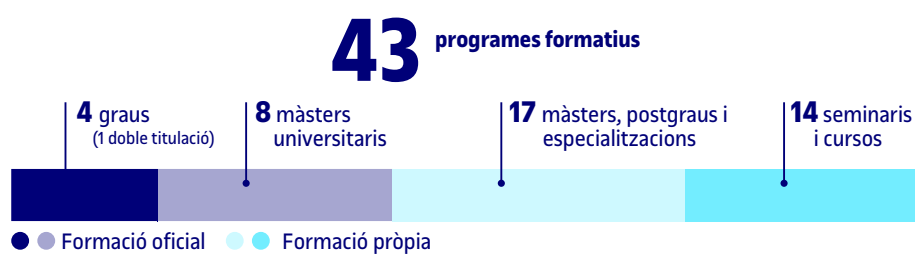 43 programes formatius
4 graus
(1 doble titulació)
8 màsters
universitaris
17 màsters, postgraus i
especialitzacions
14 seminaris
i cursos
Formació oficial
Formació pròpia